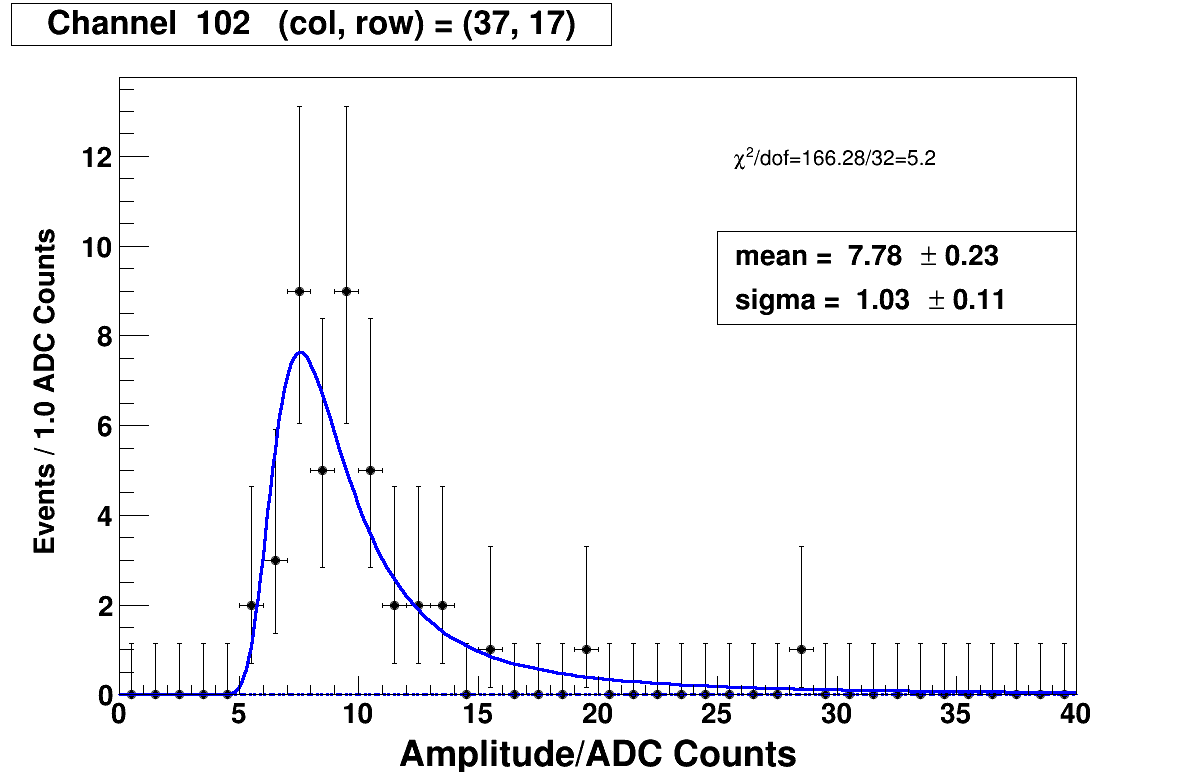 Channel 102 (col, row) = (37, 17)
χ²/dof=166.28/32=5.2
mean = 7.78 ± 0.23
sigma = 1.03 ± 0.11
Events / 1.0 ADC Counts
12
10
8
6
4
2
0
0 5 10 15 20 25 30 35 40
Amplitude/ADC Counts